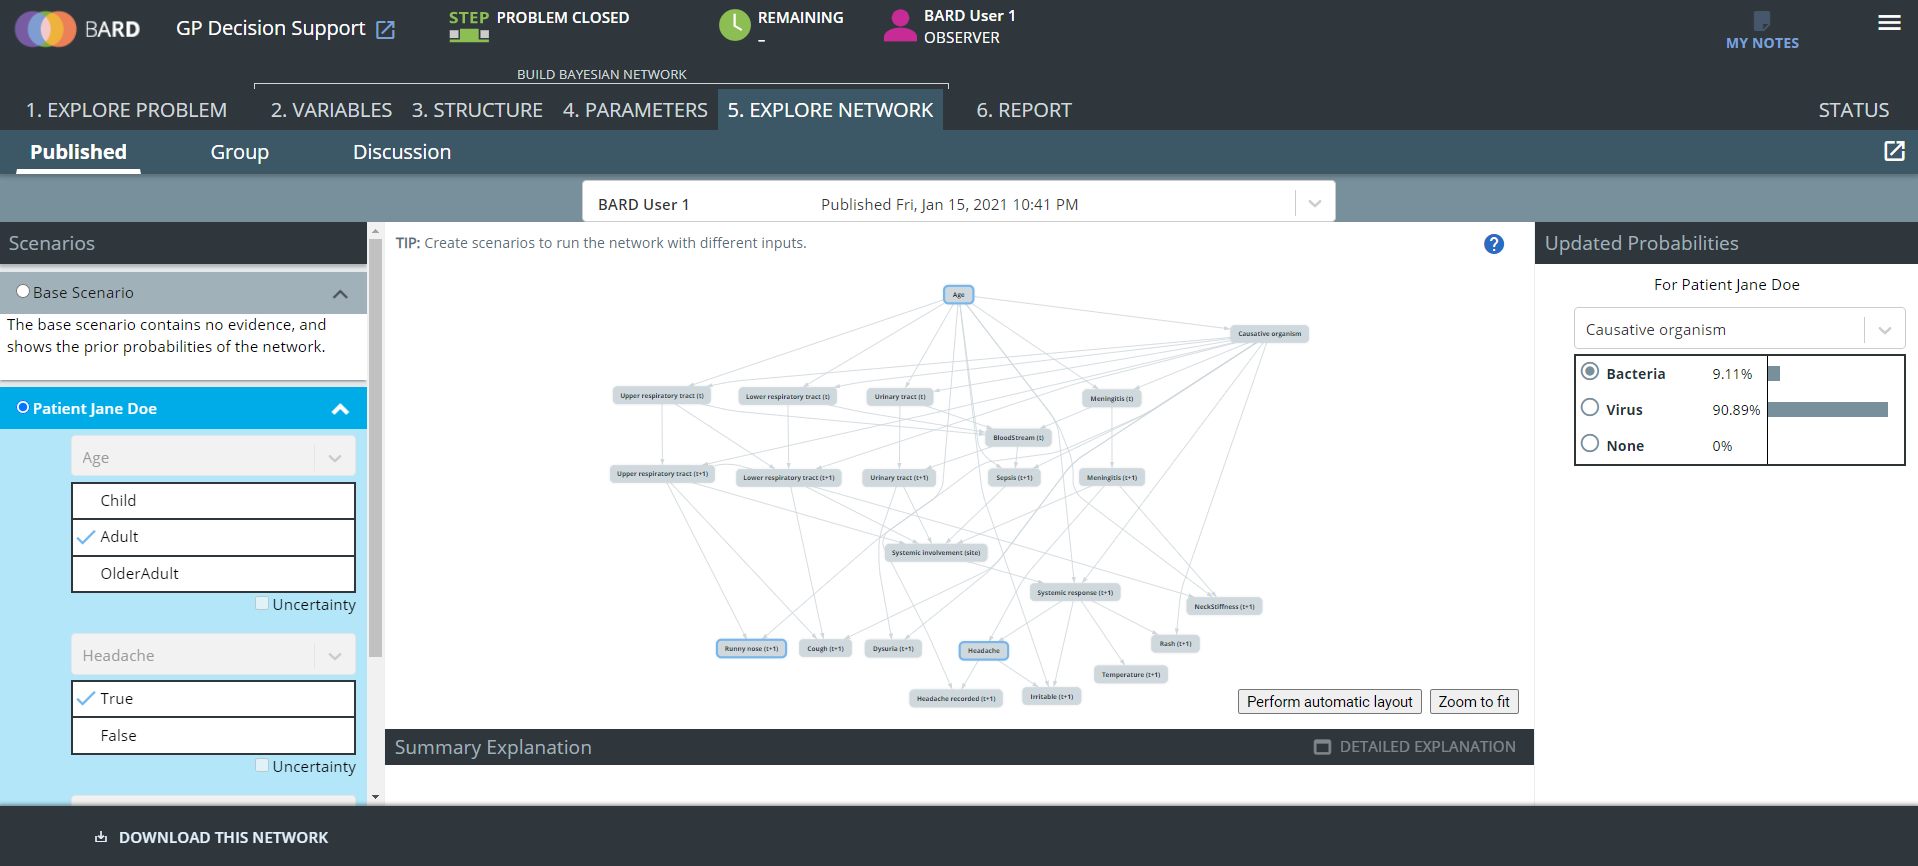 BARD
GP Decision Support
STEP PROBLEM CLOSED
REMAINING
–
BARD User 1
OBSERVER
MY NOTES
BUILD BAYESIAN NETWORK
1. EXPLORE PROBLEM
2. VARIABLES
3. STRUCTURE
4. PARAMETERS
5. EXPLORE NETWORK
6. REPORT
STATUS
Published
Group
Discussion
BARD User 1 Published Fri, Jan 15, 2021 10:41 PM
Scenarios
Base Scenario
The base scenario contains no evidence, and
shows the prior probabilities of the network.
Patient Jane Doe
Age
Child
Adult
OlderAdult
Uncertainty
Headache
True
False
Uncertainty
TIP: Create scenarios to run the network with different inputs.
?
Age
Causative organism
Upper respiratory tract (t)
Lower respiratory tract (t)
Urinary tract (t)
Meningitis (t)
BloodStream (t)
Upper respiratory tract (t+1)
Lower respiratory tract (t+1)
Urinary tract (t+1)
Sepsis (t+1)
Meningitis (t+1)
Systemic involvement (site)
Systemic response (t+1)
NeckStiffness (t+1)
Runny nose (t+1)
Cough (t+1)
Dysuria (t+1)
Headache
Rash (t+1)
Temperature (t+1)
Headache recorded (t+1)
Irritable (t+1)
Perform automatic layout
Zoom to fit
Summary Explanation
DETAILED EXPLANATION
Updated Probabilities
For Patient Jane Doe
Causative organism
Bacteria 9.11%
Virus 90.89%
None 0%
DOWNLOAD THIS NETWORK